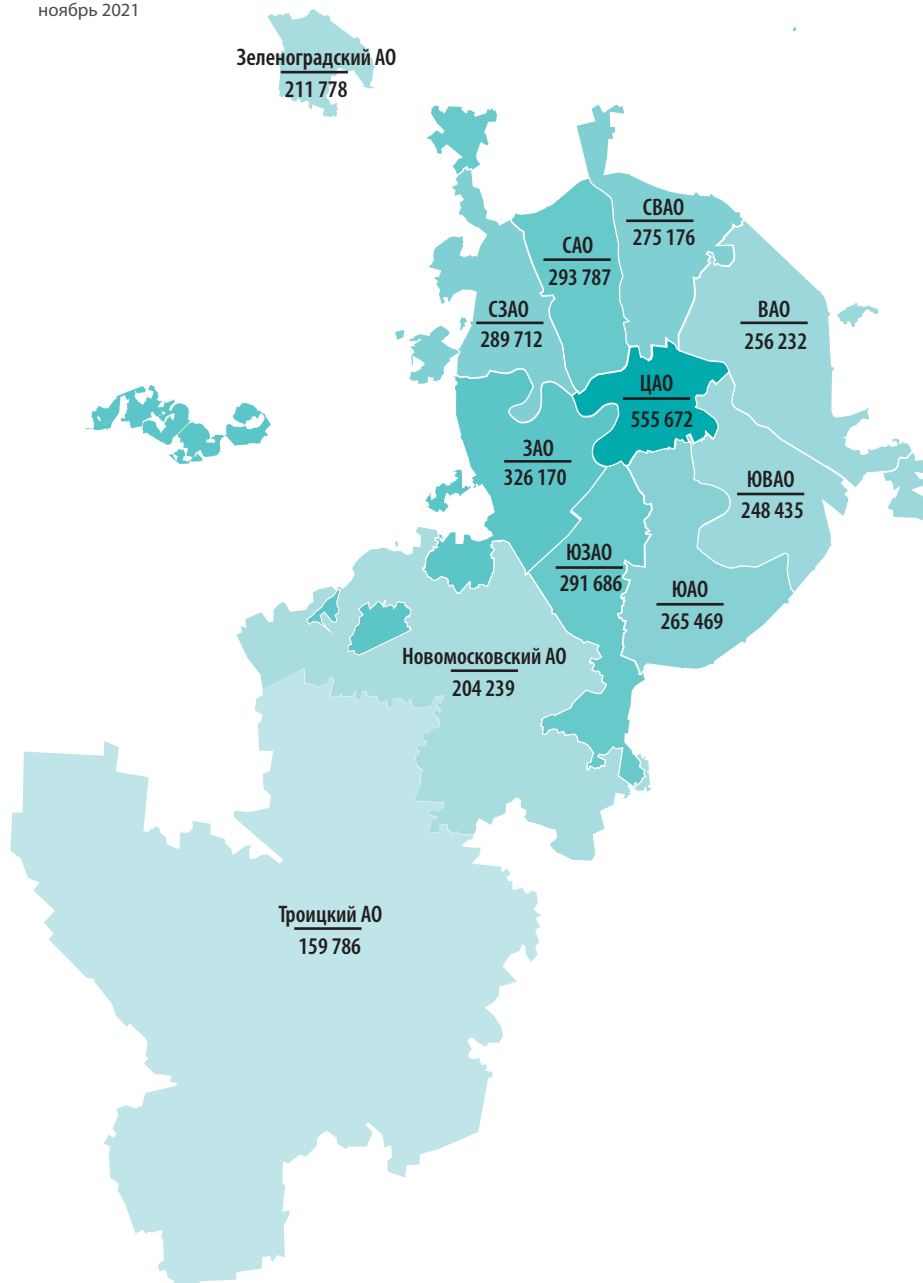 ноябрь 2021
Зеленоградский АО
211 778
СВАО
275 176
САО
293 787
СЗАО
289 712
ВАО
256 232
ЦАО
555 672
ЗАО
326 170
ЮВАО
248 435
ЮЗАО
291 686
ЮАО
265 469
Новомосковский АО
204 239
Троицкий АО
159 786